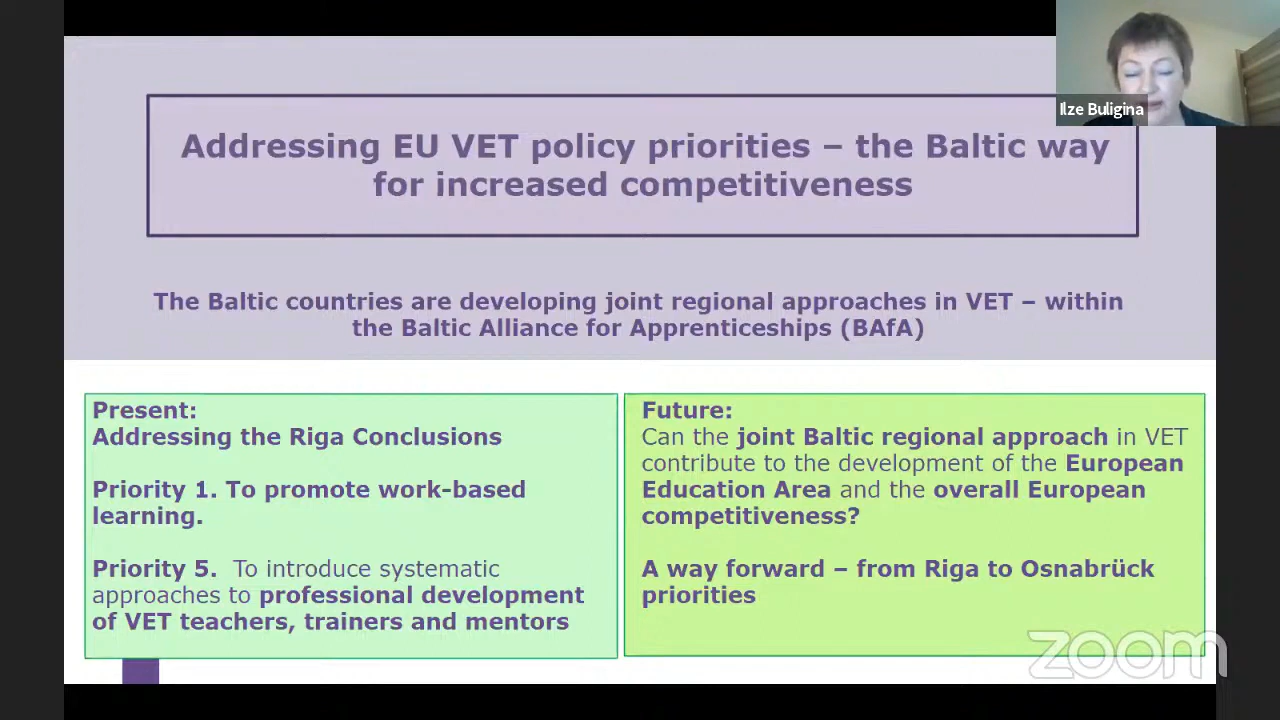 Ilze Buligina
Addressing EU VET policy priorities – the Baltic way
for increased competitiveness
The Baltic countries are developing joint regional approaches in VET – within
the Baltic Alliance for Apprenticeships (BAfA)
Present:
Addressing the Riga Conclusions
Priority 1. To promote work-based
learning.
Priority 5. To introduce systematic
approaches to professional development
of VET teachers, trainers and mentors
Future:
Can the joint Baltic regional approach in VET
contribute to the development of the European
Education Area and the overall European
competitiveness?
A way forward – from Riga to Osnabrück
priorities
zoom